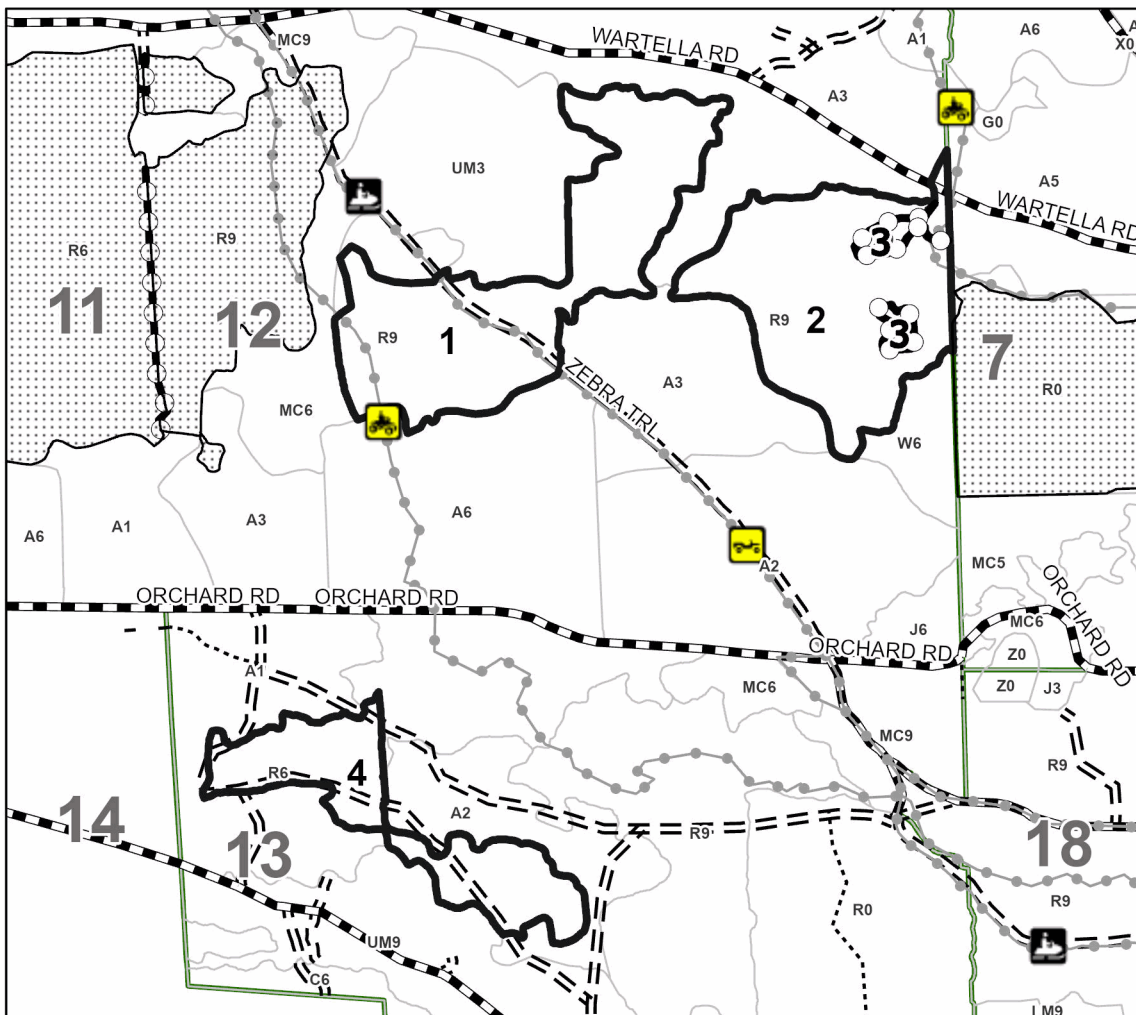 MC9
A1
A6
A
X0
WARTELLA RD
A3
G0
UM3
A5
WARTELLA RD
R6
R9
3
11
12
R9
1
R9
2
3
7
A3
R0
ZEBRA TRL
MC6
W6
A6
A1
A3
A6
A2
MC5
ORCHARD RD
ORCHARD RD
ORCHARD RD
MC6
J6
ORCHARD RD
Z0
A1
MC6
Z0
J3
MC9
R6
4
R9
14
A2
R9
13
18
R9
R0
UM9
C6
LM9